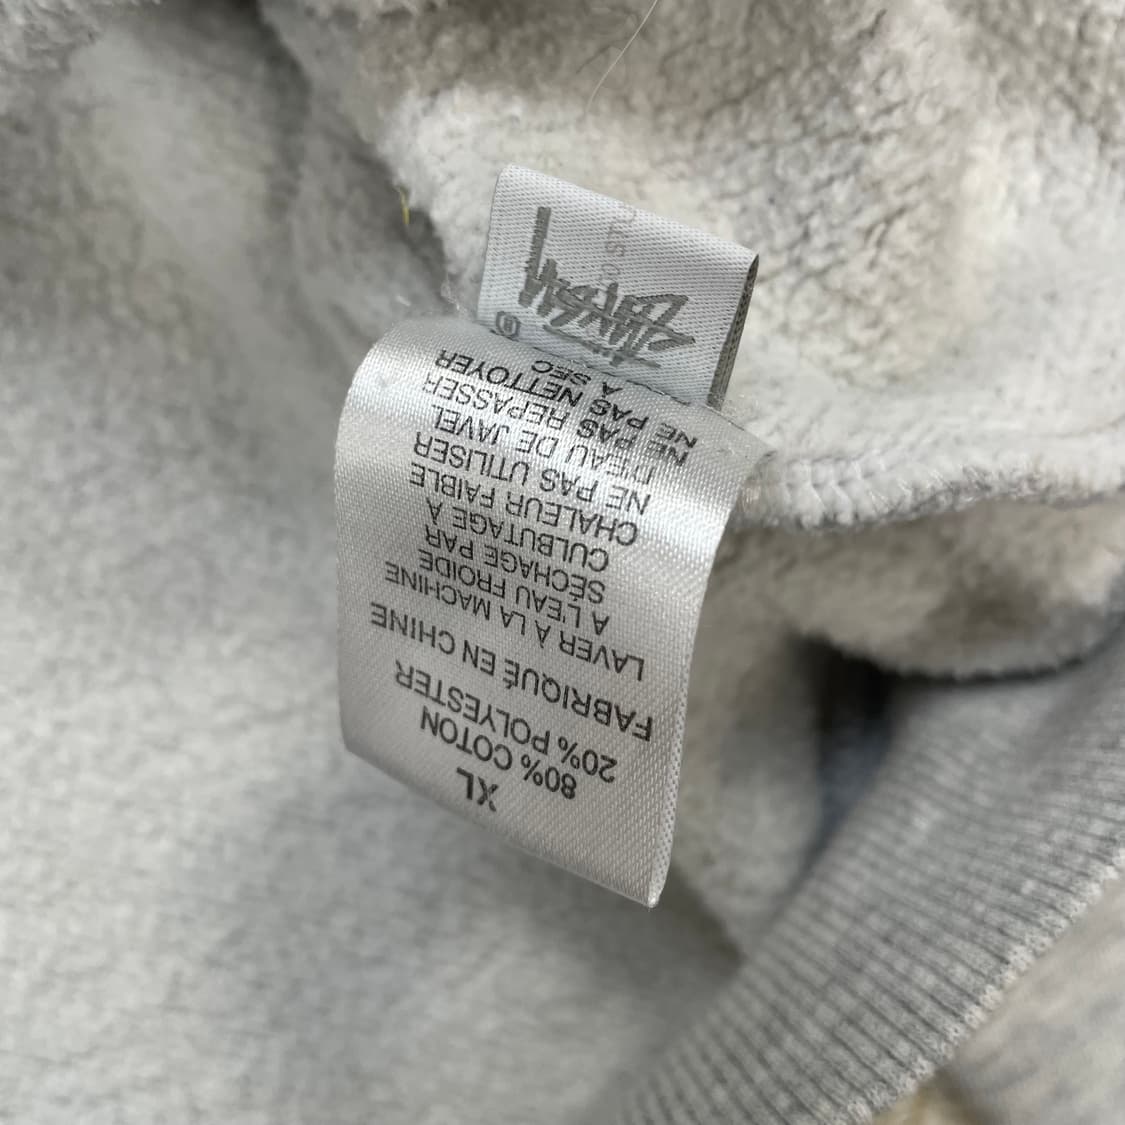 XL
80% COTON
20% POLYESTER
FABRIQUÉ EN CHINE
LAVER À LA MACHINE
A L'EAU FROIDE
SÉCHAGE PAR
CULBUTAGE À
CHALEUR FAIBLE
NE PAS UTILISER
D'EAU DE JAVEL
NE PAS REPASSER
NE PAS NETTOYER
A SEC
®